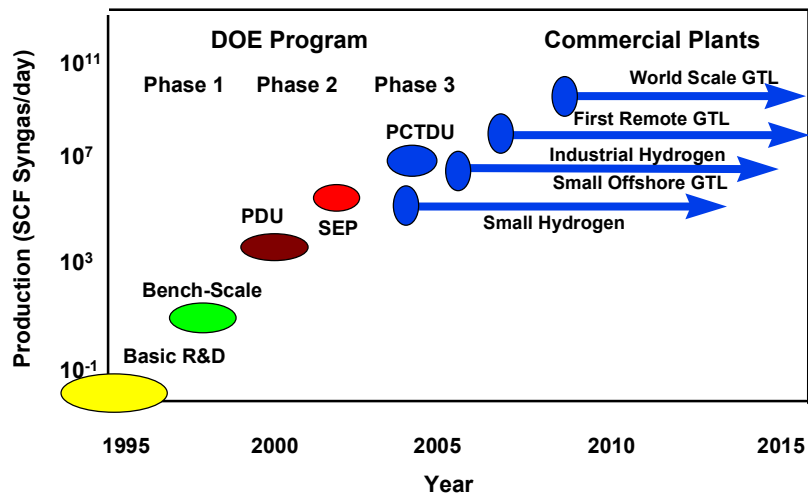 DOE Program
Commercial Plants
Phase 1
Phase 2
Phase 3
Production (SCF Syngas/day)
10¹¹
10⁷
10³
10⁻¹
World Scale GTL
First Remote GTL
PCTDU
Industrial Hydrogen
Small Offshore GTL
Small Hydrogen
SEP
PDU
Bench-Scale
Basic R&D
1995
2000
2005
2010
2015
Year